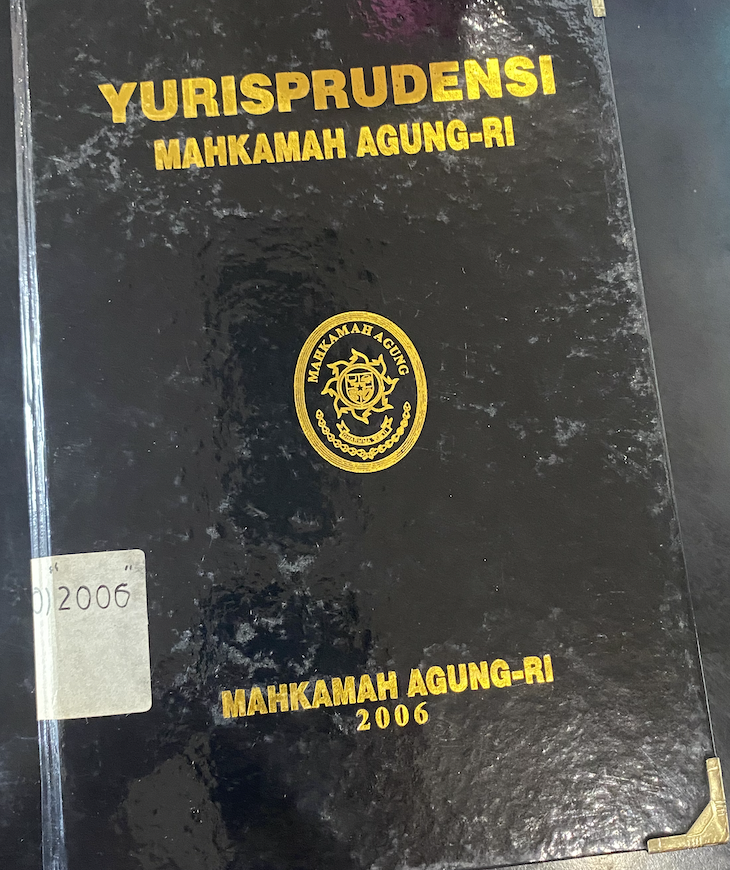 YURISPRUDENSI
MAHKAMAH AGUNG-RI
MAHKAMAH AGUNG
) "2006"
MAHKAMAH AGUNG-RI
2006